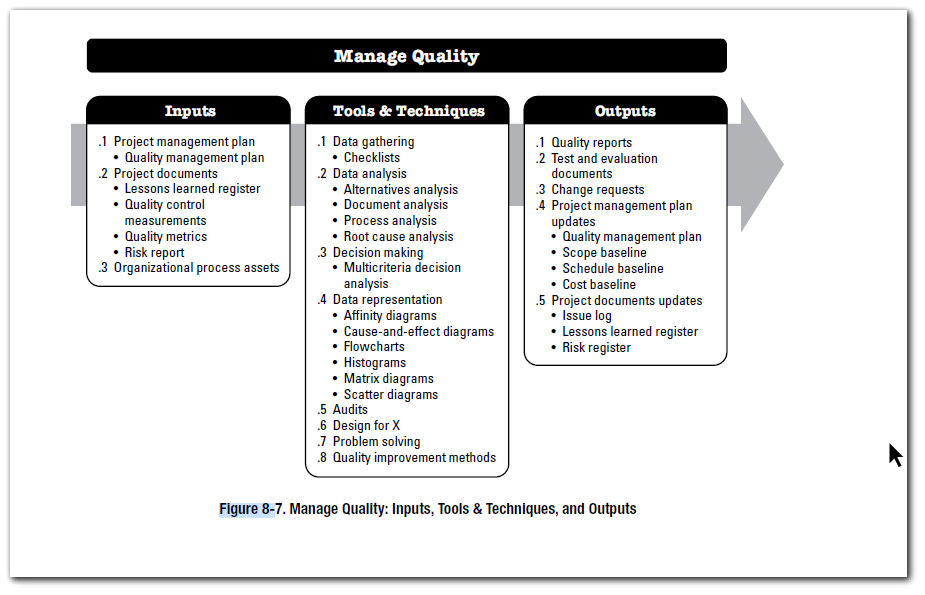 Manage Quality
Inputs
.1 Project management plan
• Quality management plan
.2 Project documents
• Lessons learned register
• Quality control
measurements
• Quality metrics
• Risk report
.3 Organizational process assets
Tools & Techniques
.1 Data gathering
• Checklists
.2 Data analysis
• Alternatives analysis
• Document analysis
• Process analysis
• Root cause analysis
.3 Decision making
• Multicriteria decision
analysis
.4 Data representation
• Affinity diagrams
• Cause-and-effect diagrams
• Flowcharts
• Histograms
• Matrix diagrams
• Scatter diagrams
.5 Audits
.6 Design for X
.7 Problem solving
.8 Quality improvement methods
Outputs
.1 Quality reports
.2 Test and evaluation
documents
.3 Change requests
.4 Project management plan
updates
• Quality management plan
• Scope baseline
• Schedule baseline
• Cost baseline
.5 Project documents updates
• Issue log
• Lessons learned register
• Risk register
Figure 8-7. Manage Quality: Inputs, Tools & Techniques, and Outputs